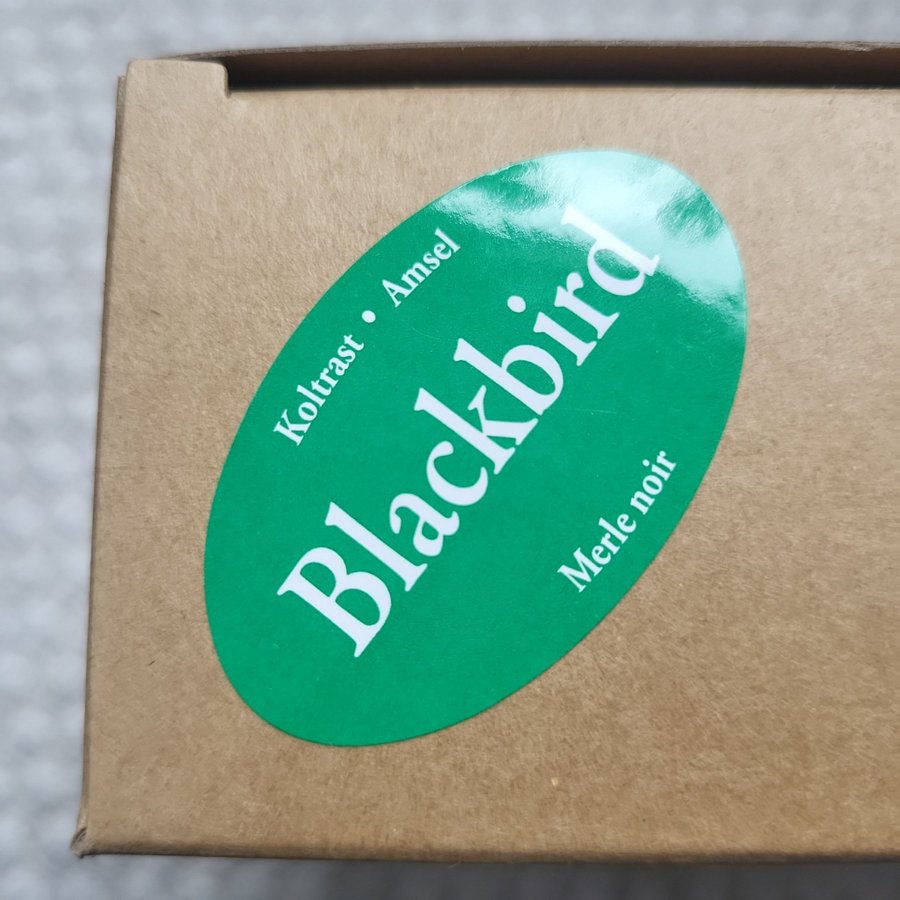 Koltrast • Amsel
Blackbird
Merle noir